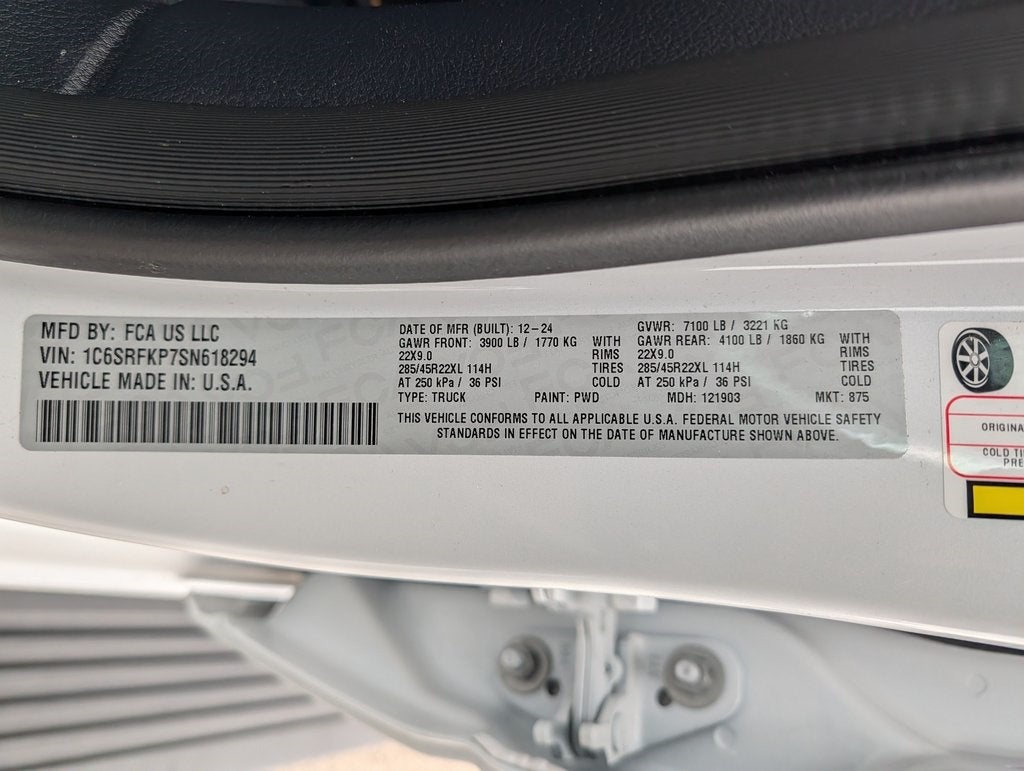 MFD BY: FCA US LLC
VIN: 1C6SRFKP7SN618294
VEHICLE MADE IN: U.S.A.
DATE OF MFR (BUILT): 12-24
GAWR FRONT: 3900 LB / 1770 KG WITH
22X9.0 RIMS
285/45R22XL 114H TIRES
AT 250 kPa / 36 PSI COLD
GVWR: 7100 LB / 3221 KG
GAWR REAR: 4100 LB / 1860 KG WITH
22X9.0 RIMS
285/45R22XL 114H TIRES
AT 250 kPa / 36 PSI COLD
TYPE: TRUCK PAINT: PWD MDH: 121903 MKT: 875
THIS VEHICLE CONFORMS TO ALL APPLICABLE U.S.A. FEDERAL MOTOR VEHICLE SAFETY
STANDARDS IN EFFECT ON THE DATE OF MANUFACTURE SHOWN ABOVE.
ORIGINA
COLD TI
PRE